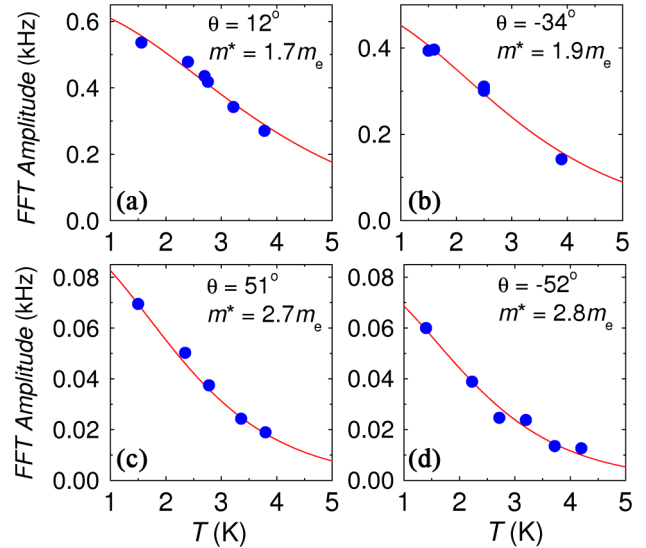 FFT Amplitude (kHz)
0.6
0.4
0.2
0.0
θ = 12°
m* = 1.7mₑ
(a)
1 2 3 4 5
0.4
0.2
0.0
θ = -34°
m* = 1.9mₑ
(b)
1 2 3 4 5
FFT Amplitude (kHz)
0.08
0.06
0.04
0.02
0.00
θ = 51°
m* = 2.7mₑ
(c)
1 2 3 4 5
T (K)
0.08
0.06
0.04
0.02
0.00
θ = -52°
m* = 2.8mₑ
(d)
1 2 3 4 5
T (K)